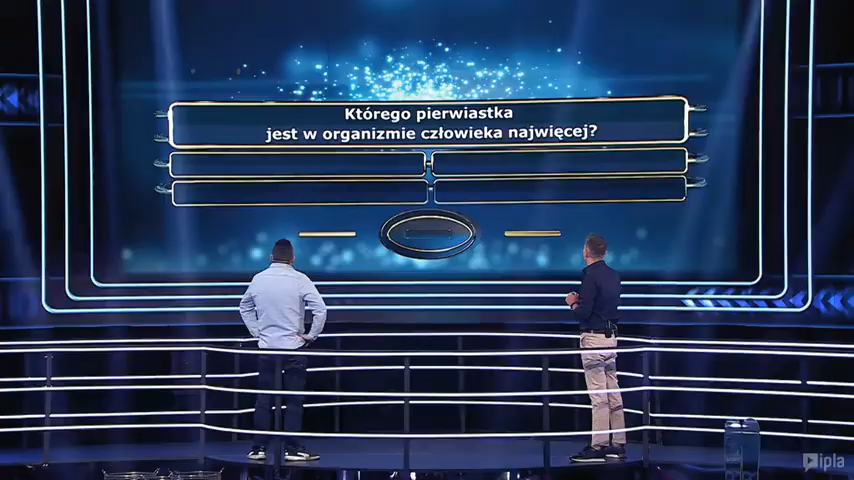 Którego pierwiastka
jest w organizmie człowieka najwięcej?
ipla